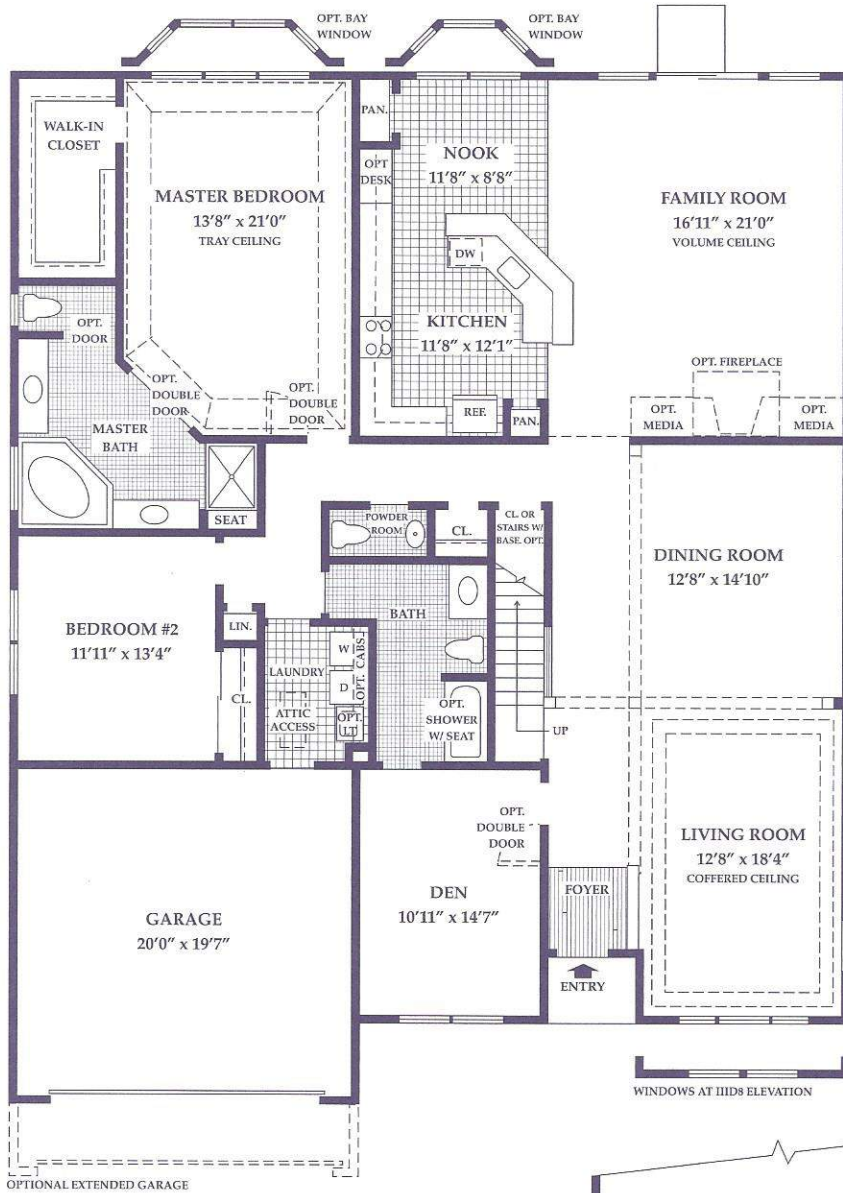 OPT. BAY
WINDOW
OPT. BAY
WINDOW
WALK-IN
CLOSET
MASTER BEDROOM
13'8" x 21'0"
TRAY CEILING
PAN.
OPT
DESK
NOOK
11'8" x 8'8"
DW
KITCHEN
11'8" x 12'1"
REF.
PAN.
FAMILY ROOM
16'11" x 21'0"
VOLUME CEILING
OPT. FIREPLACE
OPT.
MEDIA
OPT.
MEDIA
OPT.
DOOR
OPT.
DOUBLE
DOOR
OPT.
DOUBLE
DOOR
MASTER
BATH
SEAT
POWDER
ROOM
CL.
CL. OR
STAIRS W/
BASE. OPT.
DINING ROOM
12'8" x 14'10"
BEDROOM #2
11'11" x 13'4"
LIN.
CL.
LAUNDRY
ATTIC
ACCESS
W
D
OPT.
LT
OPT. CABS.
BATH
OPT.
SHOWER
W/ SEAT
UP
OPT.
DOUBLE
DOOR
LIVING ROOM
12'8" x 18'4"
COFFERED CEILING
DEN
10'11" x 14'7"
FOYER
ENTRY
GARAGE
20'0" x 19'7"
WINDOWS AT IIID8 ELEVATION
OPTIONAL EXTENDED GARAGE